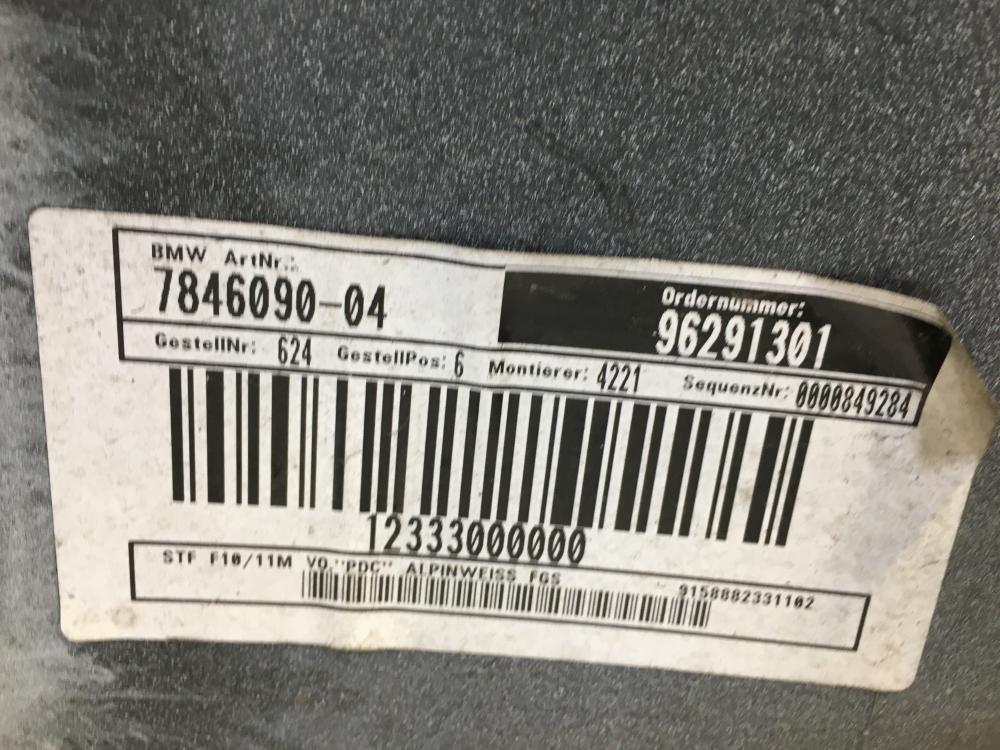 BMW ArtNr.:
7846090-04
Ordernummer:
96291301
GestellNr: 624 GestellPos: 6 Montierer: 4221 SequenzNr: 0000849284
12333000000
STF F10/11M VO."PDC" ALPINWEISS FGS
9158882331102